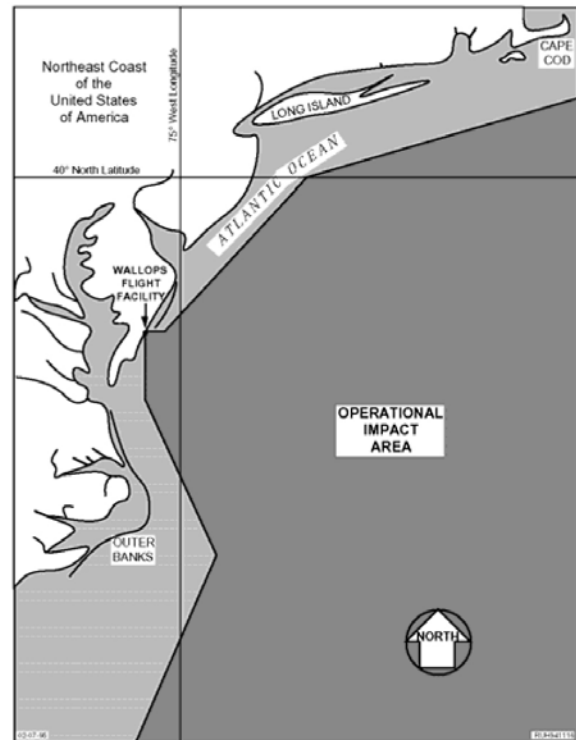 CAPE
COD
Northeast Coast
of the
United States
of America
75° West Longitude
LONG ISLAND
40° North Latitude
ATLANTIC OCEAN
WALLOPS
FLIGHT
FACILITY
OPERATIONAL
IMPACT
AREA
OUTER
BANKS
NORTH